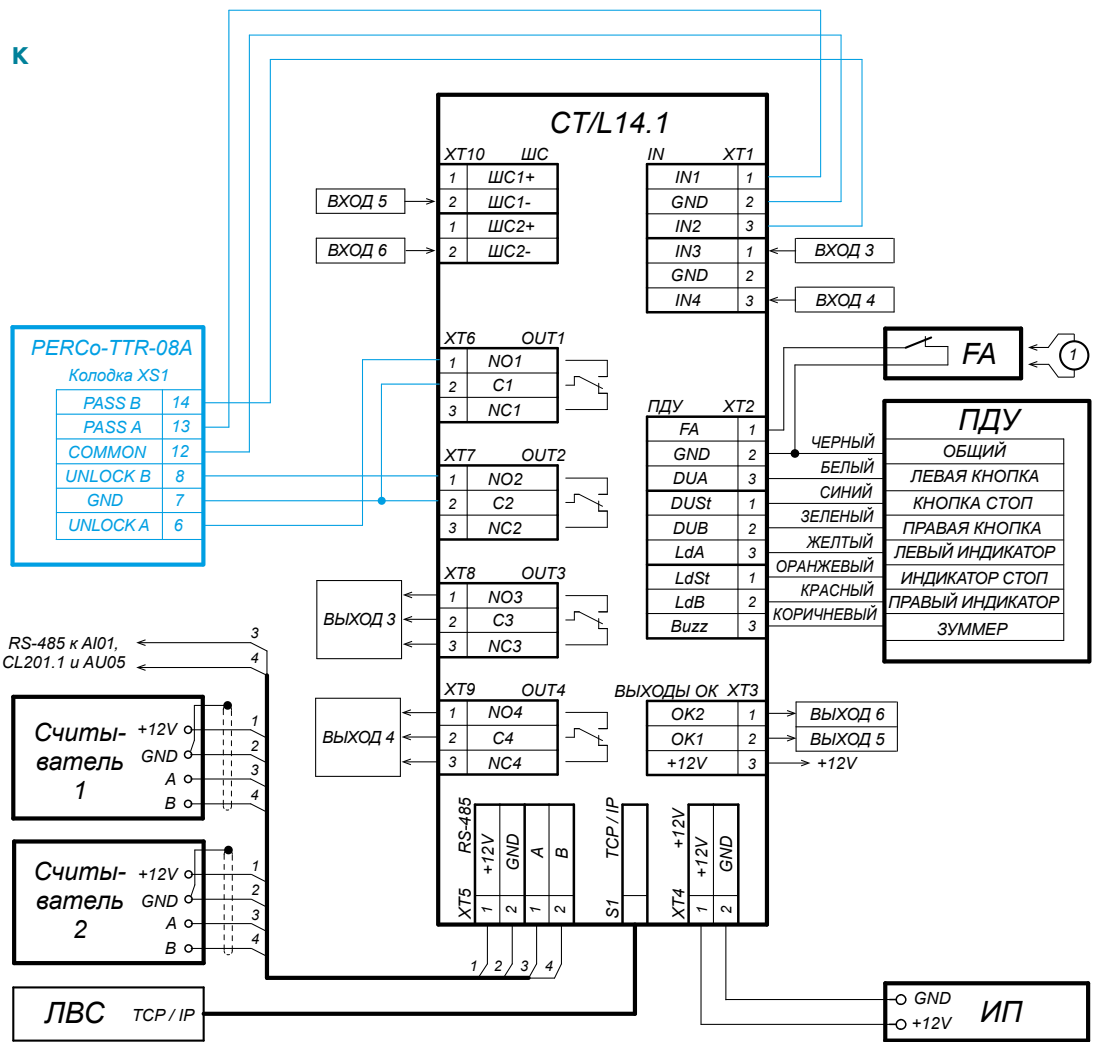 К
CT/L14.1
XT10 ШС
1 ШС1+
2 ШС1-
1 ШС2+
2 ШС2-
ВХОД 5
ВХОД 6
IN XT1
IN1 1
GND 2
IN2 3
IN3 1
GND 2
IN4 3
ВХОД 3
ВХОД 4
PERCo-TTR-08A
Колодка XS1
PASS B 14
PASS A 13
COMMON 12
UNLOCK B 8
GND 7
UNLOCK A 6
XT6 OUT1
1 NO1
2 C1
3 NC1
XT7 OUT2
1 NO2
2 C2
3 NC2
XT8 OUT3
1 NO3
2 C3
3 NC3
ВЫХОД 3
XT9 OUT4
1 NO4
2 C4
3 NC4
ВЫХОД 4
FA
1
ПДУ XT2
FA 1
GND 2
DUA 3
DUSt 1
DUB 2
LdA 3
LdSt 1
LdB 2
Buzz 3
ЧЕРНЫЙ
БЕЛЫЙ
СИНИЙ
ЗЕЛЕНЫЙ
ЖЕЛТЫЙ
ОРАНЖЕВЫЙ
КРАСНЫЙ
КОРИЧНЕВЫЙ
ПДУ
ОБЩИЙ
ЛЕВАЯ КНОПКА
КНОПКА СТОП
ПРАВАЯ КНОПКА
ЛЕВЫЙ ИНДИКАТОР
ИНДИКАТОР СТОП
ПРАВЫЙ ИНДИКАТОР
ЗУММЕР
ВЫХОДЫ ОК XT3
OK2 1
OK1 2
+12V 3
ВЫХОД 6
ВЫХОД 5
+12V
RS-485 к AI01,
CL201.1 и AU05
3
4
Считы-
ватель
1
+12V 1
GND 2
A 3
B 4
Считы-
ватель
2
+12V 1
GND 2
A 3
B 4
XT5 RS-485
1 +12V
2 GND
1 A
2 B
S1 TCP / IP
XT4 +12V
1 +12V
2 GND
1 2 3 4
ЛВС TCP / IP
GND
+12V
ИП